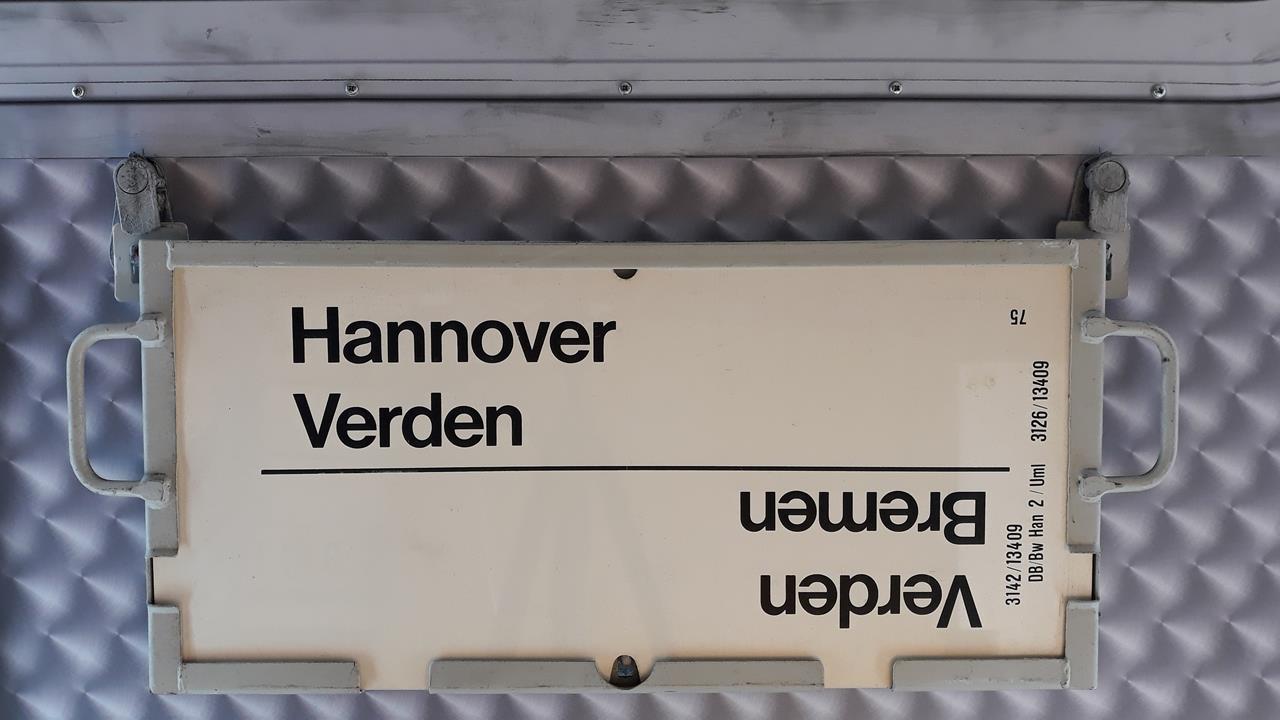 Hannover
Verden
Bremen
Verden
75
3142/13409 3126/13409
DB/Bw Han 2 / Uml